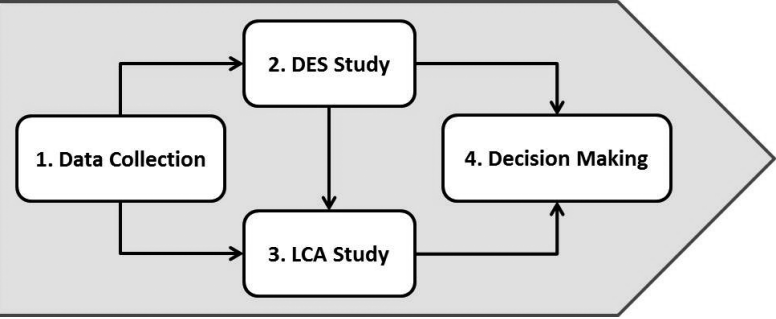 1. Data Collection
2. DES Study
3. LCA Study
4. Decision Making